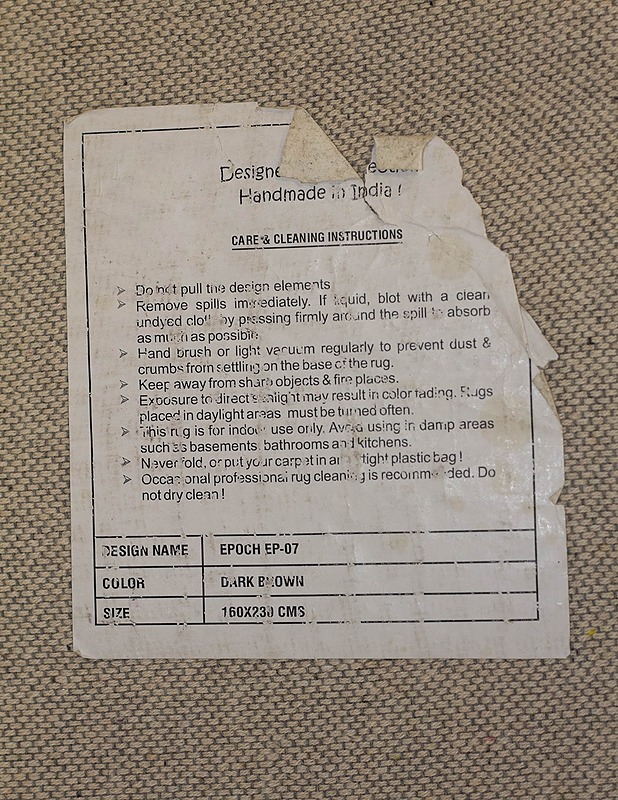 Designe
Handmade in India !
CARE & CLEANING INSTRUCTIONS
➢ Do not pull the design elements
➢ Remove spills immediately. If liquid, blot with a clean
undyed cloth by pressing firmly around the spill to absorb
as much as possible
➢ Hand brush or light vacuum regularly to prevent dust &
crumbs from settling on the base of the rug.
➢ Keep away from sharp objects & fire places.
➢ Exposure to direct sunlight may result in color fading. Rugs
placed in daylight areas must be turned often.
➢ This rug is for indoor use only. Avoid using in damp areas
such as basements, bathrooms and kitchens.
➢ Never fold, or put your carpet in an airtight plastic bag !
➢ Occasional professional rug cleaning is recommended. Do
not dry clean !
DESIGN NAME EPOCH EP-07
COLOR DARK BROWN
SIZE 160X230 CMS